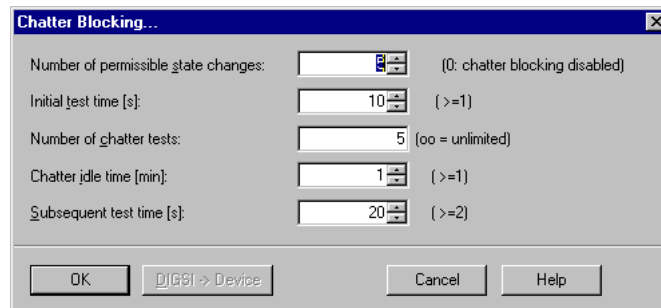 Chatter Blocking...
Number of permissible state changes: (0: chatter blocking disabled)
Initial test time [s]: 10 ( >=1)
Number of chatter tests: 5 (oo = unlimited)
Chatter idle time [min]: 1 ( >=1)
Subsequent test time [s]: 20 ( >=2)
OK DIGSI -> Device Cancel Help